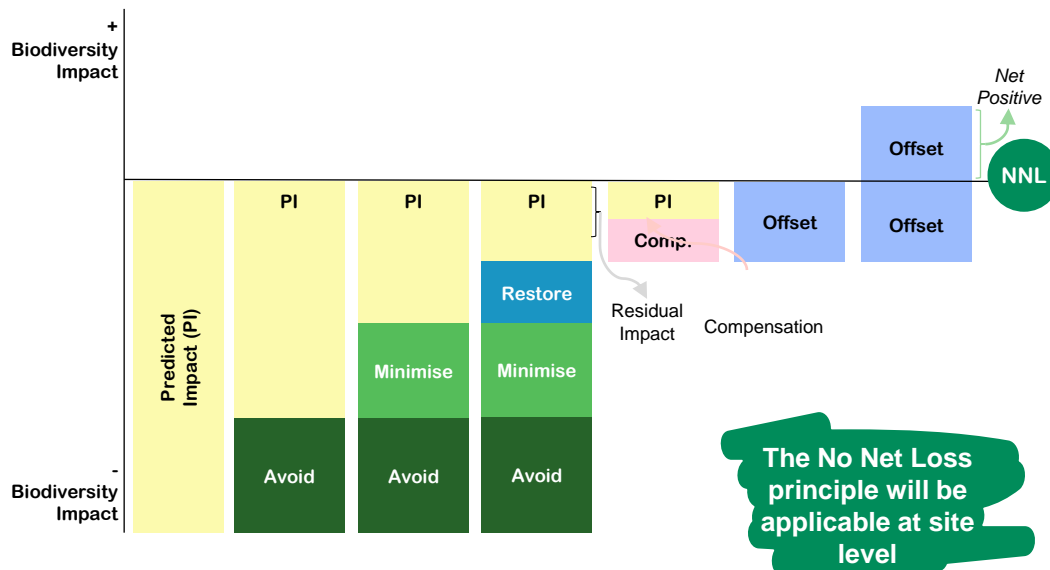 +
Biodiversity
Impact
Net
Positive
Offset
NNL
PI
PI
PI
PI
Comp.
Offset
Offset
Restore
Residual
Impact
Compensation
Predicted
Impact (PI)
Minimise
Minimise
Avoid
Avoid
Avoid
-
Biodiversity
Impact
The No Net Loss
principle will be
applicable at site
level